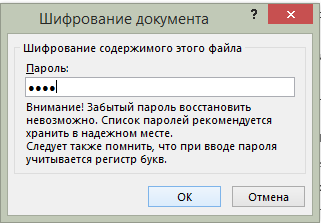 Шифрование документа
?
Шифрование содержимого этого файла
Пароль:
••••
Внимание! Забытый пароль восстановить
невозможно. Список паролей рекомендуется
хранить в надежном месте.
Следует также помнить, что при вводе пароля
учитывается регистр букв.
ОК
Отмена